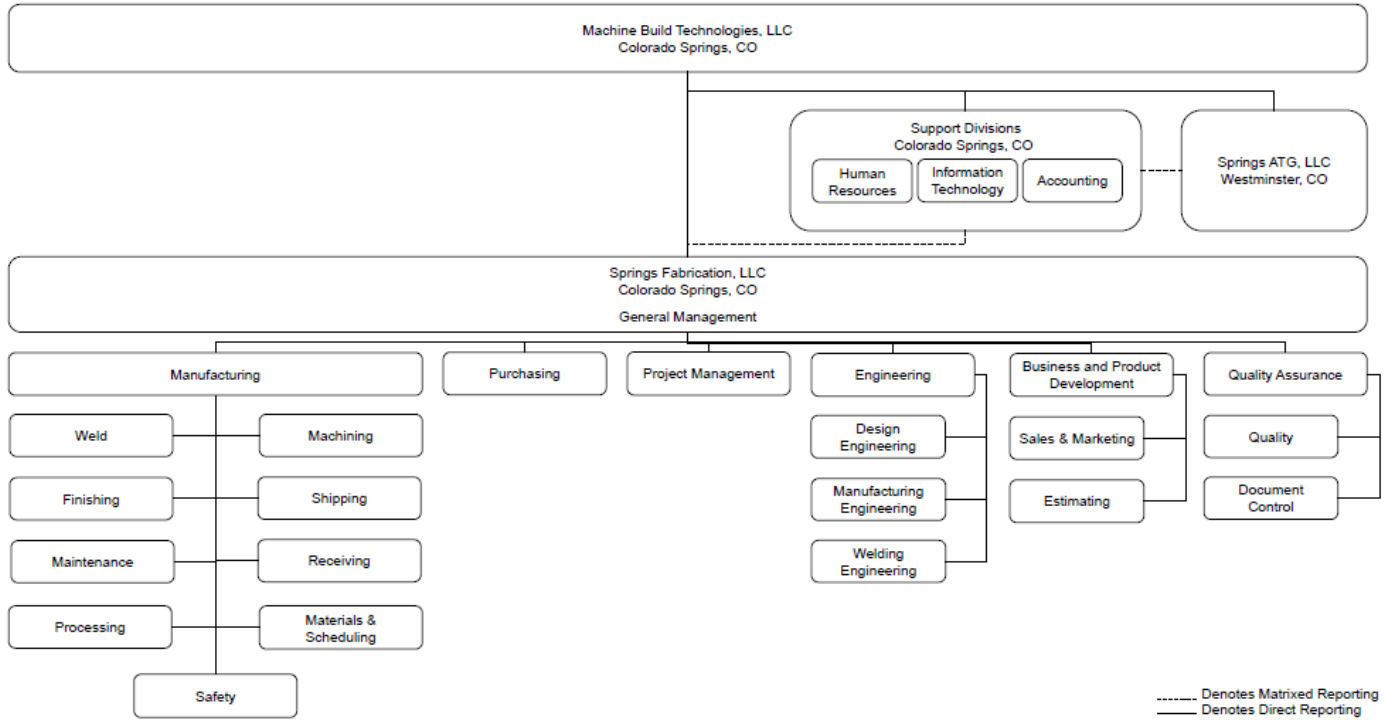 Machine Build Technologies, LLC
Colorado Springs, CO
Support Divisions
Colorado Springs, CO
Human
Resources
Information
Technology
Accounting
Springs ATG, LLC
Westminster, CO
Springs Fabrication, LLC
Colorado Springs, CO
General Management
Manufacturing
Purchasing
Project Management
Engineering
Business and Product
Development
Quality Assurance
Weld
Machining
Design
Engineering
Sales & Marketing
Quality
Finishing
Shipping
Manufacturing
Engineering
Estimating
Document
Control
Maintenance
Receiving
Welding
Engineering
Processing
Materials &
Scheduling
Safety
Denotes Matrixed Reporting
Denotes Direct Reporting